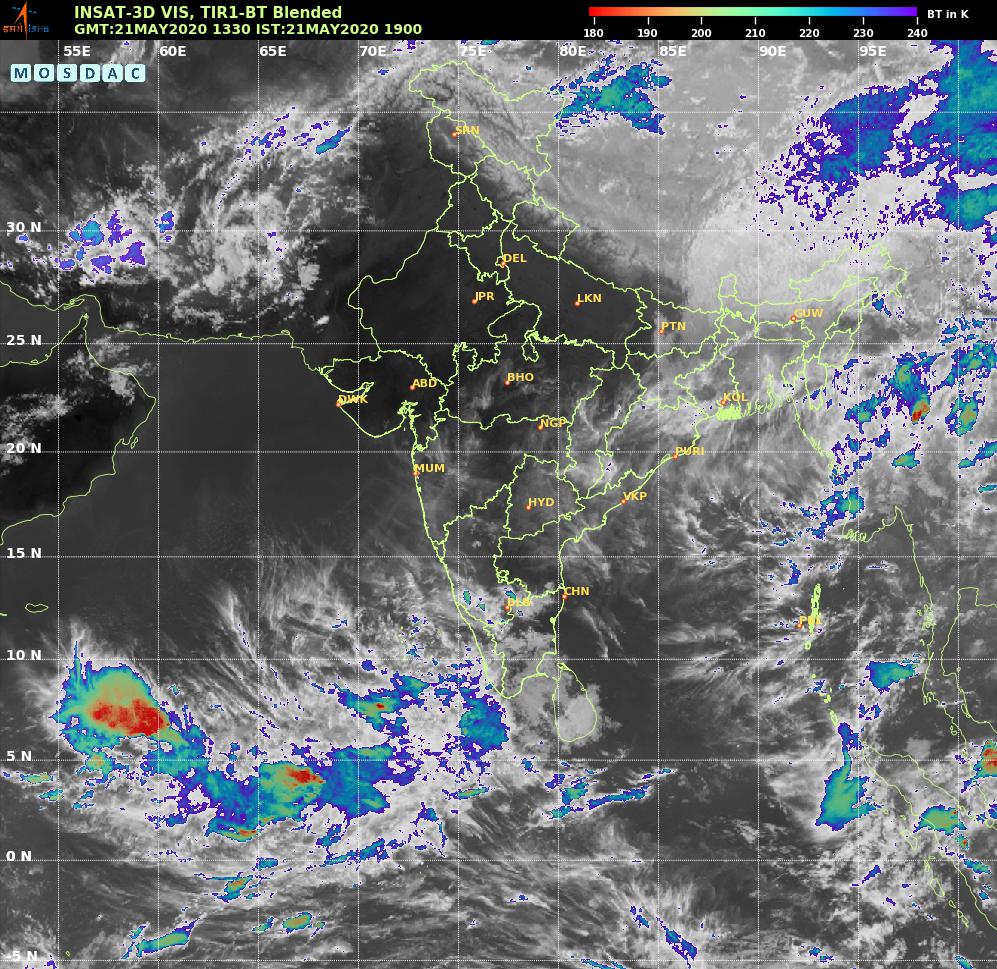 INSAT-3D VIS, TIR1-BT Blended
GMT:21MAY2020 1330 IST:21MAY2020 1900
BT in K
180 190 200 210 220 230 240
55E 60E 65E 70E 75E 80E 85E 90E 95E
MOSDAC
SRN
30 N
DEL
JPR
LKN
GUW
PTN
25 N
BHO
ABD
DWK
KOL
NGP
20 N
PURI
MUM
VKP
HYD
15 N
CHN
BLR
10 N
5 N
0 N
-5 N